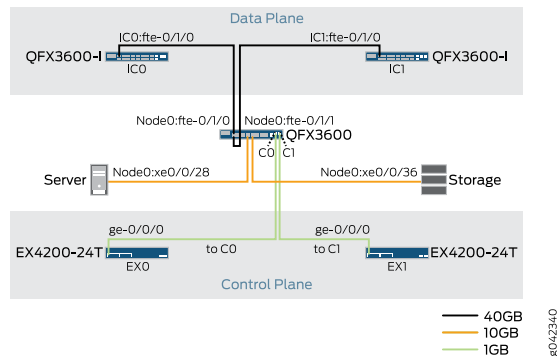 Data Plane
IC0:fte-0/1/0
IC1:fte-0/1/0
QFX3600-I
IC0
IC1
QFX3600-I
Node0:fte-0/1/0
Node0:fte-0/1/1
QFX3600
C0
C1
Node0:xe0/0/28
Node0:xe0/0/36
Server
Storage
ge-0/0/0
ge-0/0/0
EX4200-24T
to C0
to C1
EX4200-24T
EX0
EX1
Control Plane
40GB
10GB
1GB
g042340